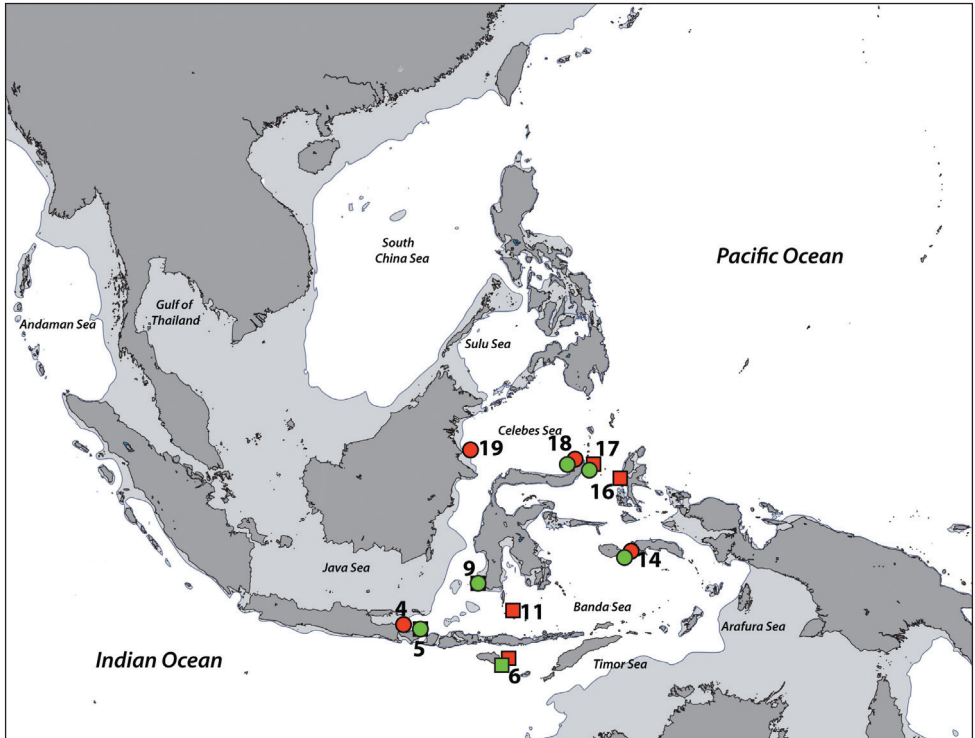 South
China Sea
Pacific Ocean
Gulf of
Thailand
Andaman Sea
Sulu Sea
Celebes Sea
19
18
17
16
14
Java Sea
9
11
Banda Sea
4
5
Arafura Sea
Indian Ocean
Timor Sea
6